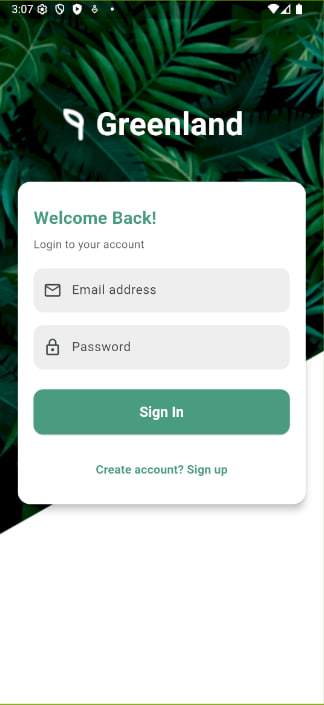 3:07
Greenland
Welcome Back!
Login to your account
Email address
Password
Sign In
Create account? Sign up